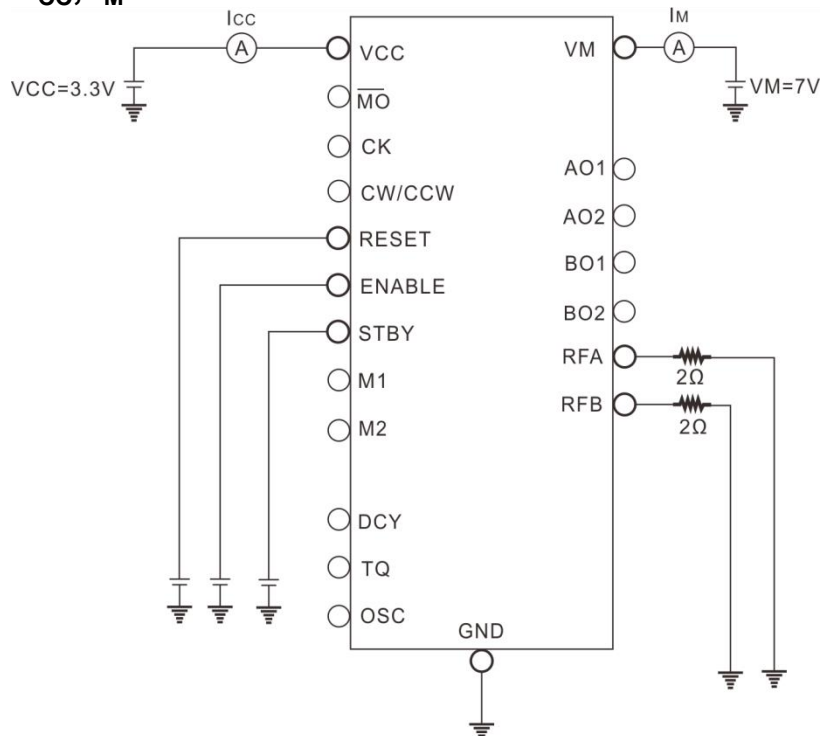 CC, M
ICC
IM
A
A
VCC
VM
VCC=3.3V
VM=7V
MO
CK
AO1
CW/CCW
AO2
RESET
BO1
ENABLE
BO2
STBY
RFA
M1
2Ω
M2
RFB
2Ω
DCY
TQ
OSC
GND